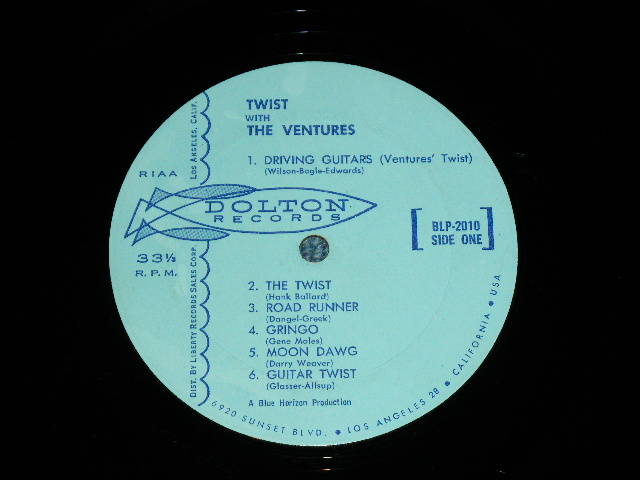 TWIST
WITH
THE VENTURES
1. DRIVING GUITARS (Ventures' Twist)
(Wilson-Bogle-Edwards)
RIAA
LOS ANGELES, CALIF.
DOLTON
RECORDS
BLP-2010
SIDE ONE
33⅓
R.P.M.
DIST. BY LIBERTY RECORDS SALES CORP.
2. THE TWIST
(Hank Ballard)
3. ROAD RUNNER
(Dangel-Greek)
4. GRINGO
(Gene Moles)
5. MOON DAWG
(Derry Weaver)
6. GUITAR TWIST
(Glasser-Allsup)
A Blue Horizon Production
6920 SUNSET BLVD. • LOS ANGELES 28 • CALIFORNIA • USA